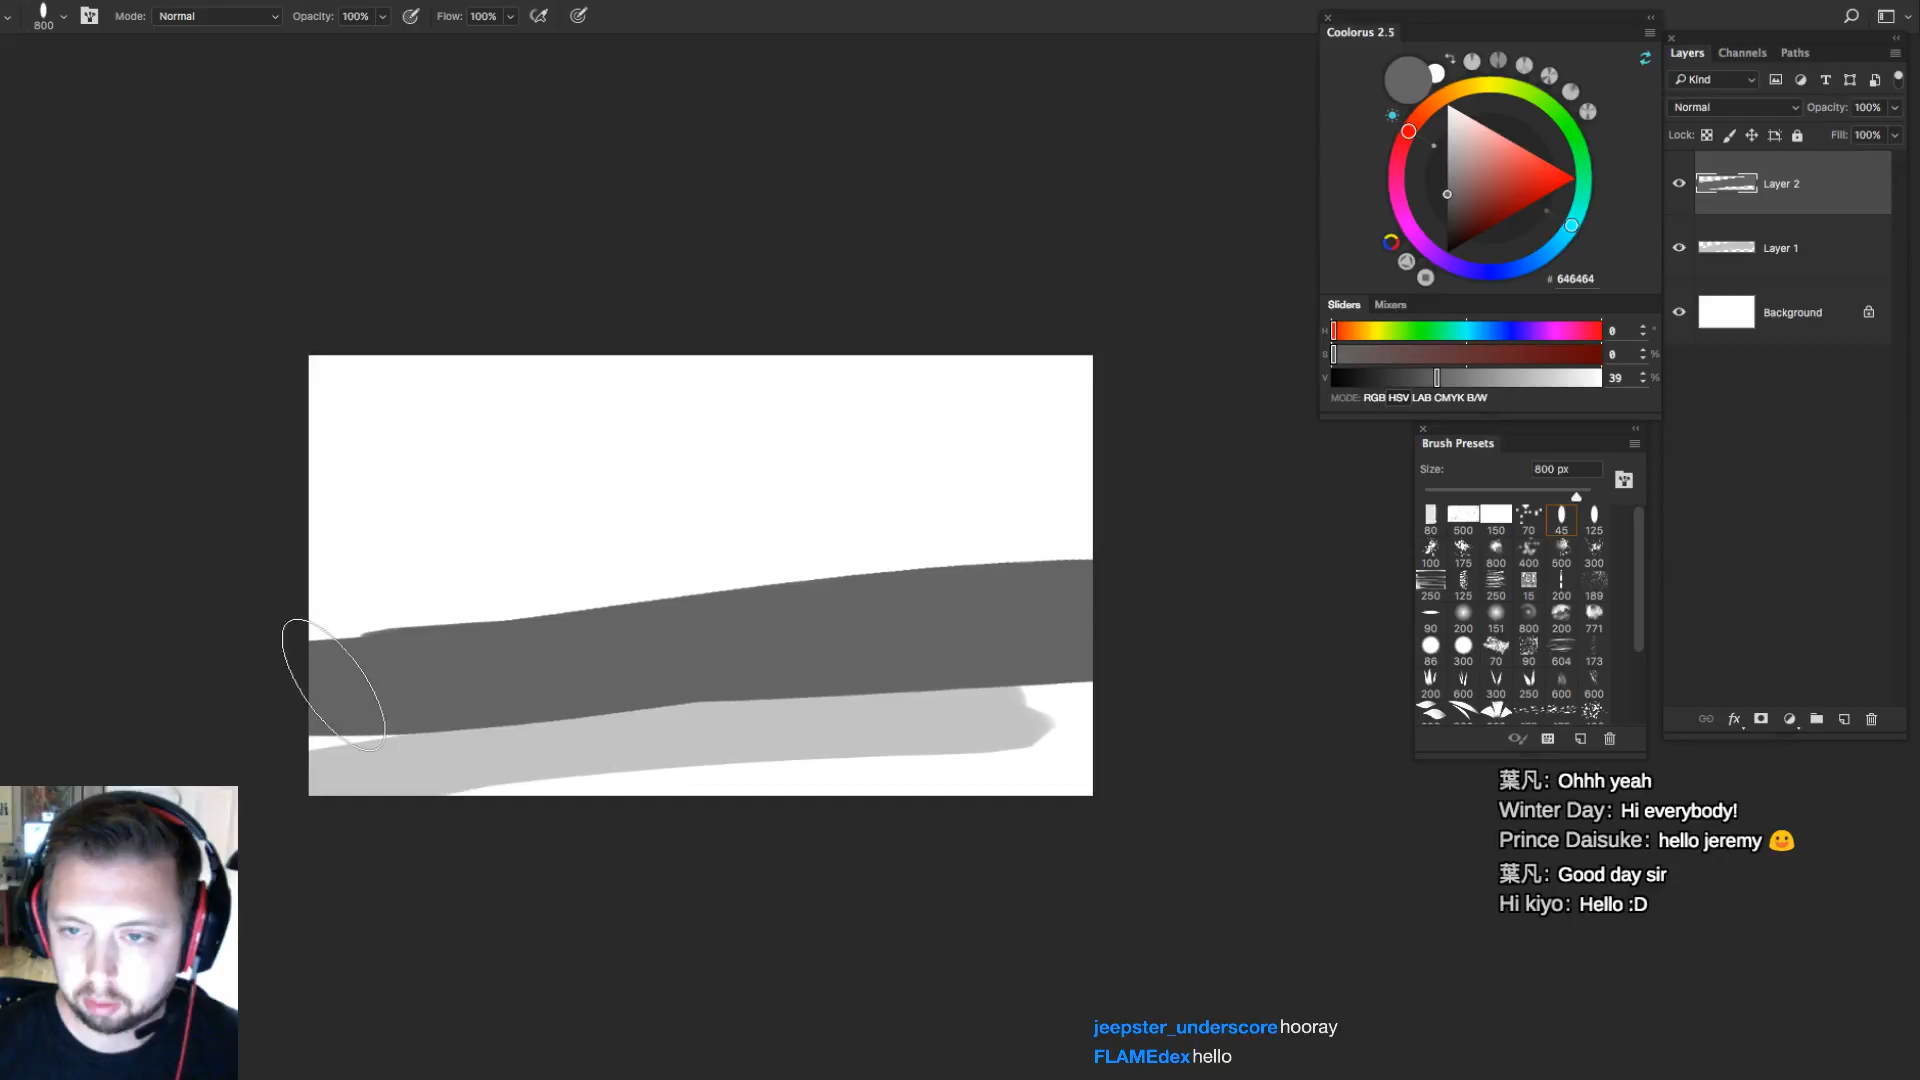 800
Mode: Normal
Opacity: 100%
Flow: 100%
Coolorus 2.5
# 646464
Sliders
Mixers
H 0 °
S 0 %
V 39 %
MODE: RGB HSV LAB CMYK B/W
Brush Presets
Size: 800 px
80 500 150 70 45 125
100 175 800 400 500 300
250 125 250 15 200 189
90 200 151 800 200 771
86 300 70 90 604 173
200 600 300 250 600 600
Layers Channels Paths
Kind
Normal Opacity: 100%
Lock: Fill: 100%
Layer 2
Layer 1
Background
fx
葉凡: Ohhh yeah
Winter Day: Hi everybody!
Prince Daisuke: hello jeremy
葉凡: Good day sir
Hi kiyo: Hello :D
jeepster_underscore hooray
FLAMEdex hello